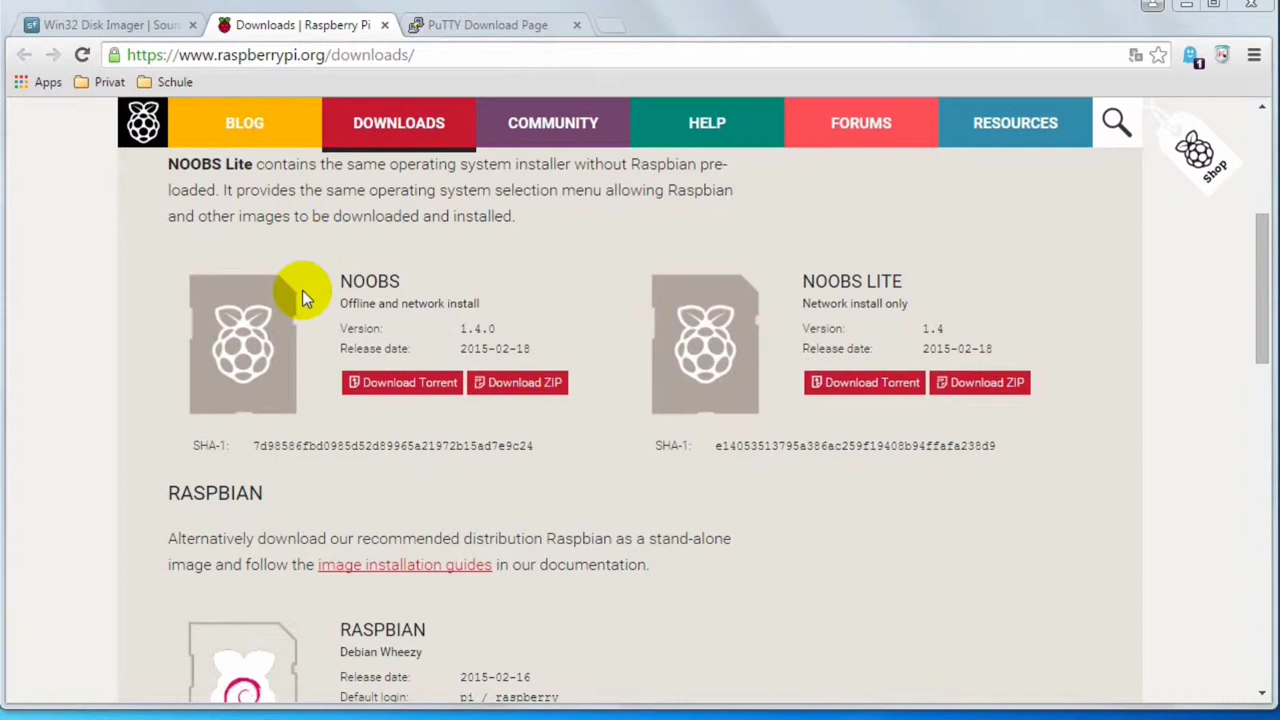 Win32 Disk Imager | Sour
Downloads | Raspberry Pi
PuTTY Download Page
https://www.raspberrypi.org/downloads/
1
Apps
Privat
Schule
BLOG
DOWNLOADS
COMMUNITY
HELP
FORUMS
RESOURCES
shop
NOOBS Lite contains the same operating system installer without Raspbian pre-
loaded. It provides the same operating system selection menu allowing Raspbian
and other images to be downloaded and installed.
NOOBS
Offline and network install
Version: 1.4.0
Release date: 2015-02-18
Download Torrent
Download ZIP
SHA-1: 7d98586fbd0985d52d89965a21972b15ad7e9c24
NOOBS LITE
Network install only
Version: 1.4
Release date: 2015-02-18
Download Torrent
Download ZIP
SHA-1: e14053513795a386ac259f19408b94ffafa238d9
RASPBIAN
Alternatively download our recommended distribution Raspbian as a stand-alone
image and follow the image installation guides in our documentation.
RASPBIAN
Debian Wheezy
Release date: 2015-02-16
Default login: pi / raspberry